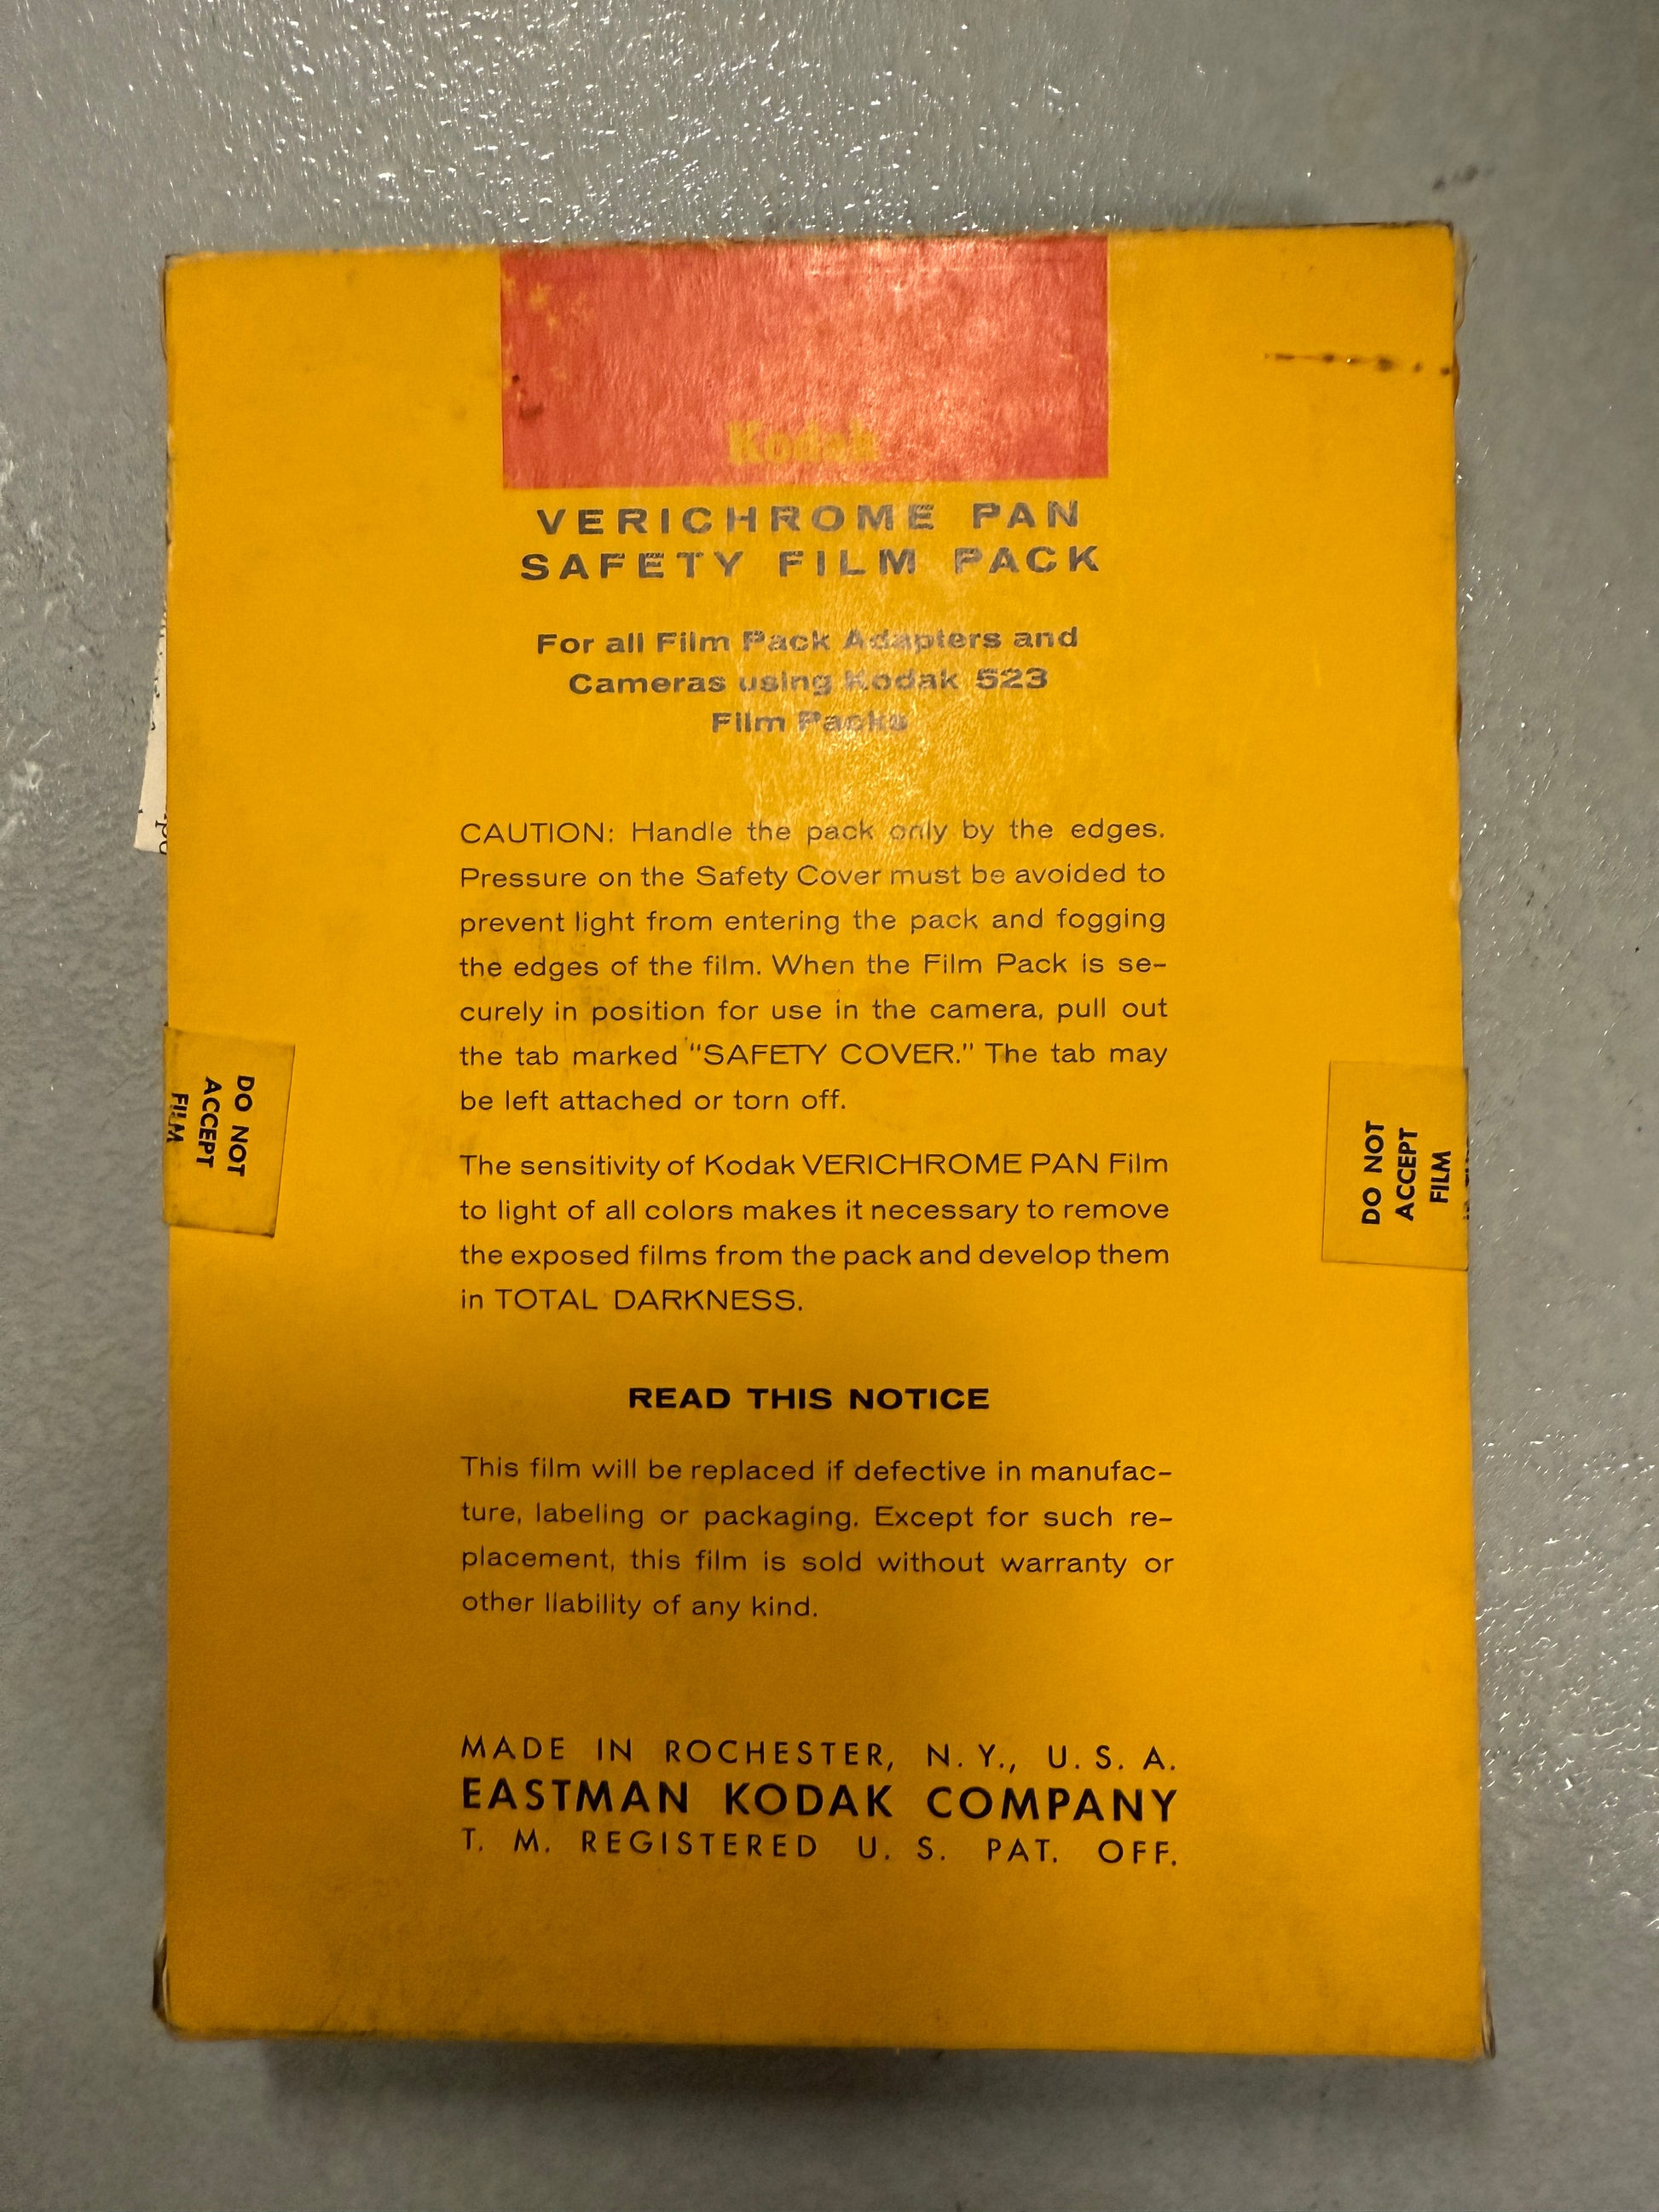 Kodak
VERICHROME PAN
SAFETY FILM PACK
For all Film Pack Adapters and
Cameras using Kodak 523
Film Packs
CAUTION: Handle the pack only by the edges.
Pressure on the Safety Cover must be avoided to
prevent light from entering the pack and fogging
the edges of the film. When the Film Pack is se-
curely in position for use in the camera, pull out
the tab marked "SAFETY COVER." The tab may
be left attached or torn off.
The sensitivity of Kodak VERICHROME PAN Film
to light of all colors makes it necessary to remove
the exposed films from the pack and develop them
in TOTAL DARKNESS.
READ THIS NOTICE
This film will be replaced if defective in manufac-
ture, labeling or packaging. Except for such re-
placement, this film is sold without warranty or
other liability of any kind.
MADE IN ROCHESTER, N. Y., U. S. A.
EASTMAN KODAK COMPANY
T. M. REGISTERED U. S. PAT. OFF.
DO NOT
ACCEPT
FILM
DO NOT
ACCEPT
FILM